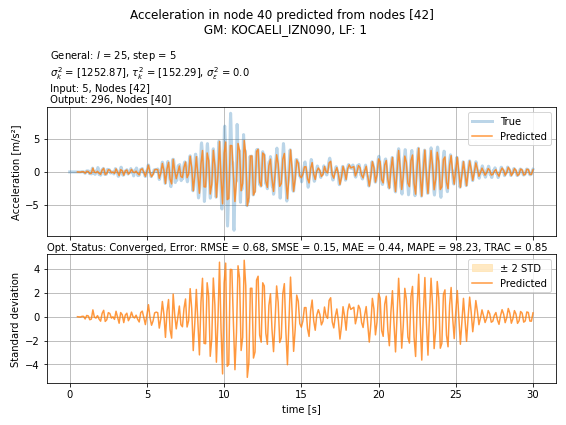 Acceleration in node 40 predicted from nodes [42]
GM: KOCAELI_IZN090, LF: 1
General: l = 25, step = 5
σ²ₖ = [1252.87], τ²ₖ = [152.29], σ²ε = 0.0
Input: 5, Nodes [42]
Output: 296, Nodes [40]
Acceleration [m/s²]
5
0
−5
True
Predicted
Opt. Status: Converged, Error: RMSE = 0.68, SMSE = 0.15, MAE = 0.44, MAPE = 98.23, TRAC = 0.85
Standard deviation
4
2
0
−2
−4
± 2 STD
Predicted
0 5 10 15 20 25 30
time [s]